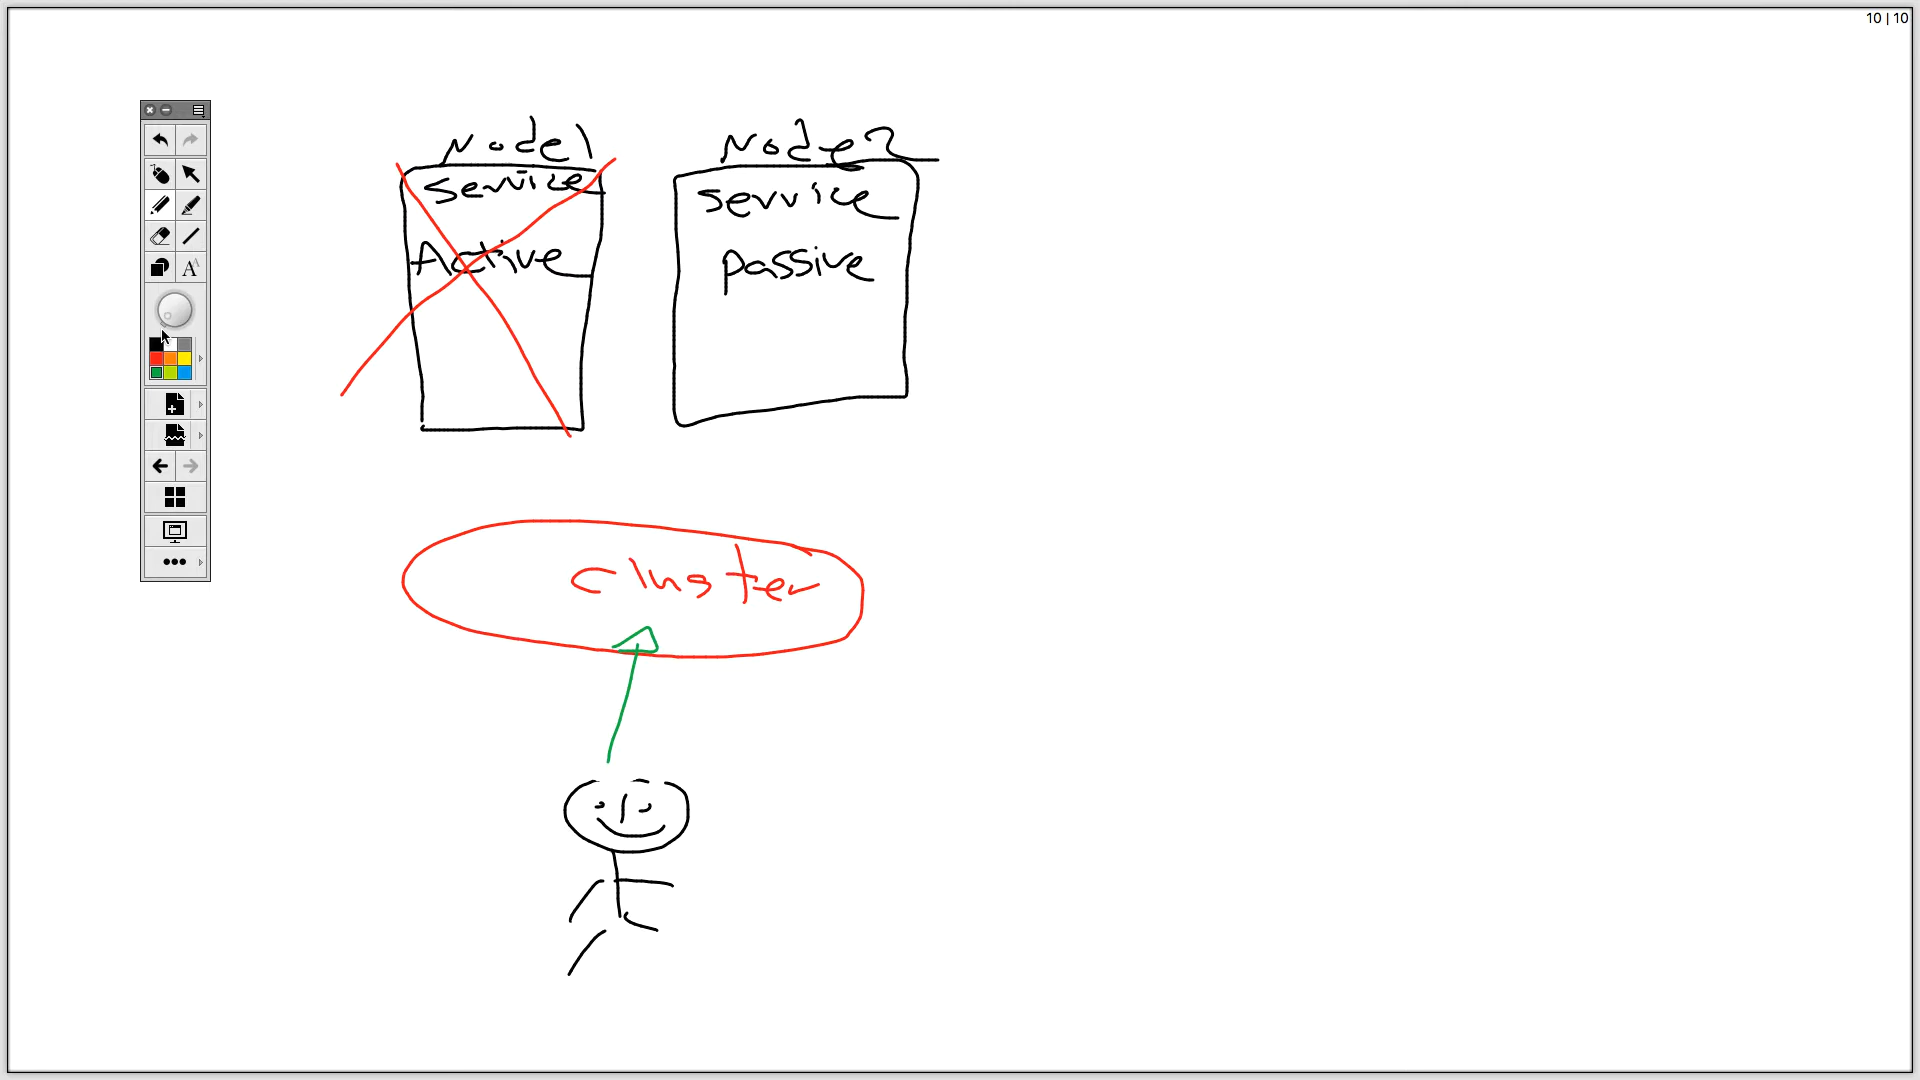 10 | 10
Node1
Node2
Service
Service
Active
passive
cluster